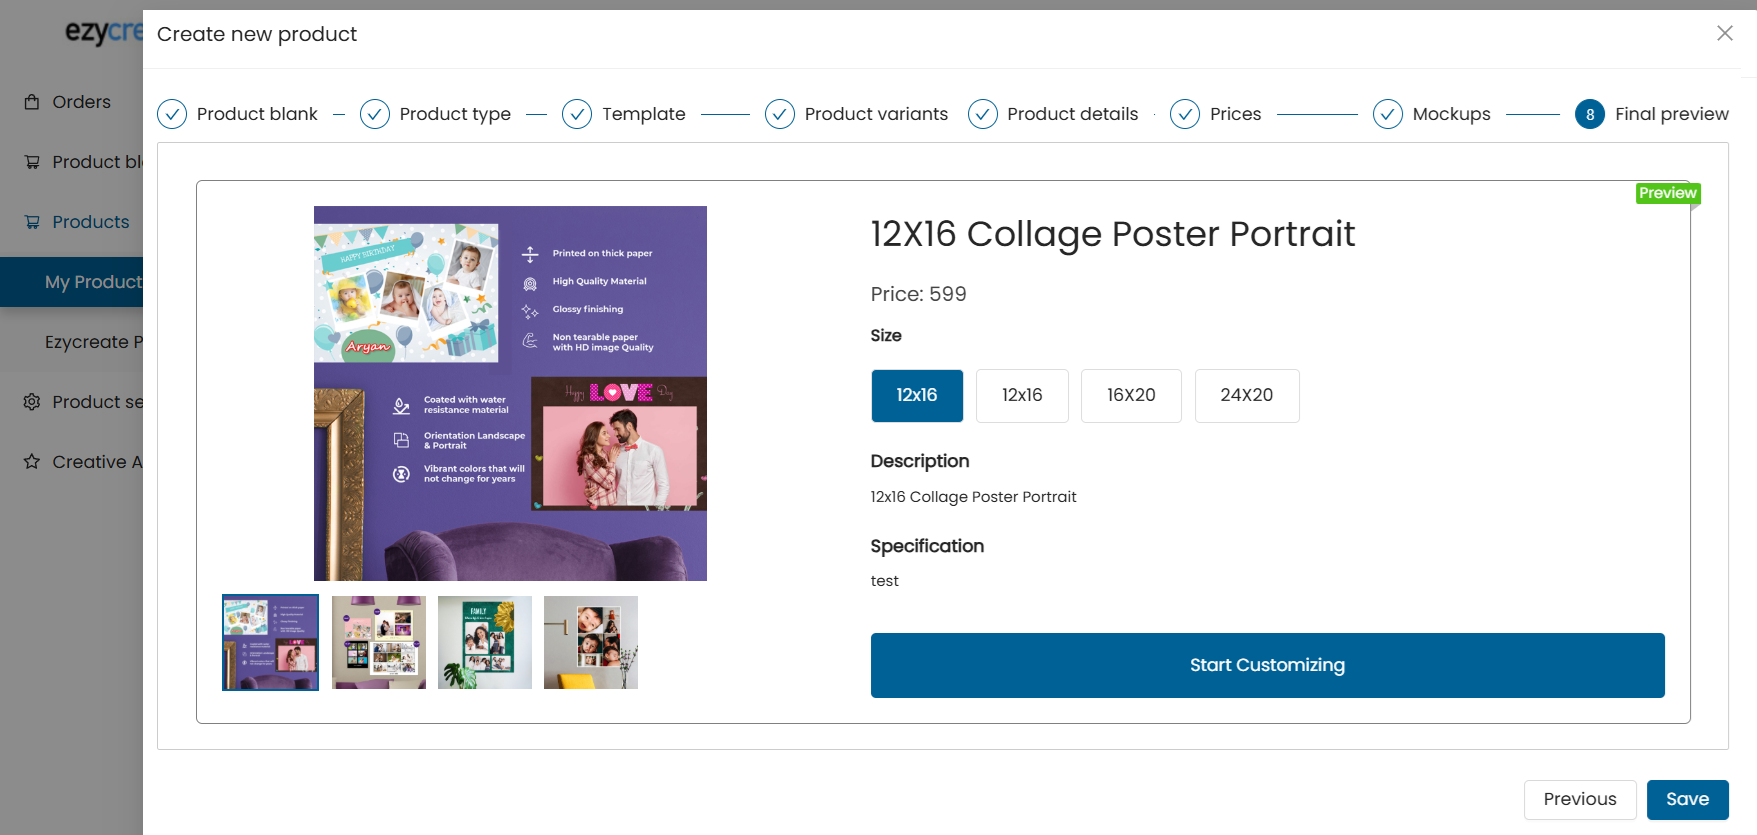 ezycre
Create new product
Orders
Product bl
Products
My Product
Ezycreate P
Product se
Creative A
Product blank
Product type
Template
Product variants
Product details
Prices
Mockups
8
Final preview
Preview
HAPPY BIRTHDAY
Aryan
Printed on thick paper
High Quality Material
Glossy finishing
Non tearable paper
with HD image Quality
Coated with water
resistance material
Orientation Landscape
& Portrait
Vibrant colors that will
not change for years
Happy LOVE Day
FAMILY
12X16 Collage Poster Portrait
Price: 599
Size
12x16
12x16
16X20
24X20
Description
12x16 Collage Poster Portrait
Specification
test
Start Customizing
Previous
Save